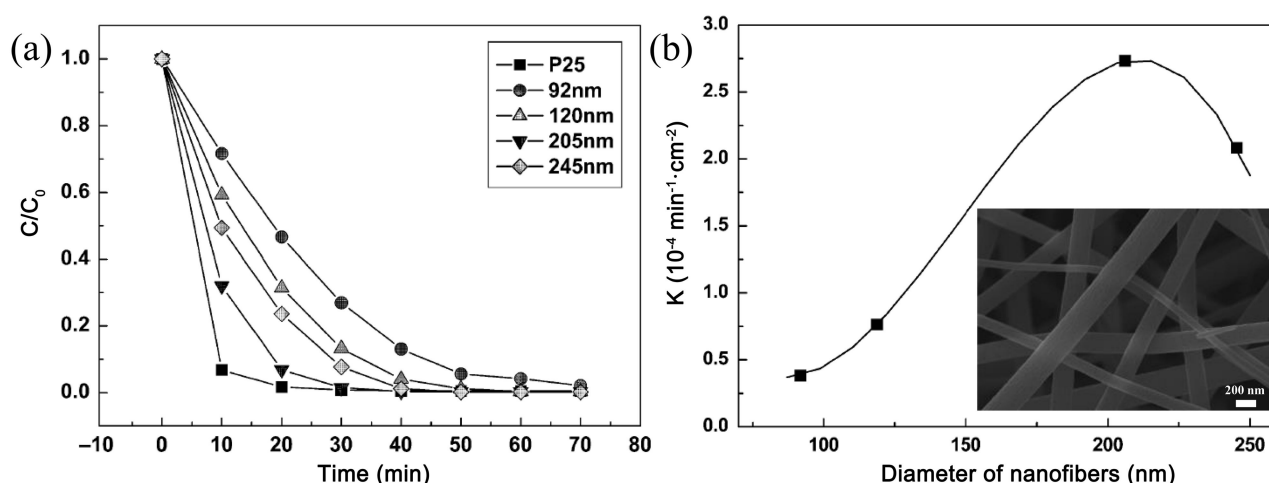 (a)
P25
92nm
120nm
205nm
245nm
C/C₀
1.0
0.8
0.6
0.4
0.2
0.0
–10 0 10 20 30 40 50 60 70 80
Time (min)
(b)
K (10⁻⁴ min⁻¹·cm⁻²)
3.0
2.5
2.0
1.5
1.0
0.5
0.0
200 nm
100 150 200 250
Diameter of nanofibers (nm)